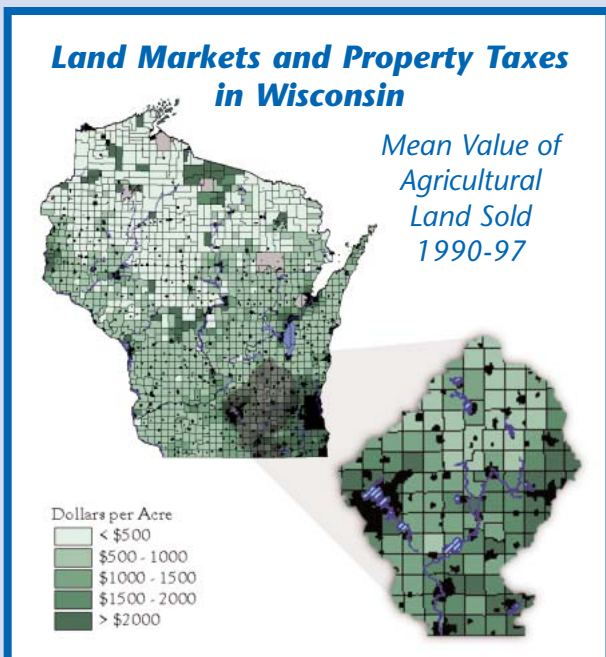 Land Markets and Property Taxes
in Wisconsin
Mean Value of
Agricultural
Land Sold
1990-97
Dollars per Acre
< $500
$500 - 1000
$1000 - 1500
$1500 - 2000
> $2000